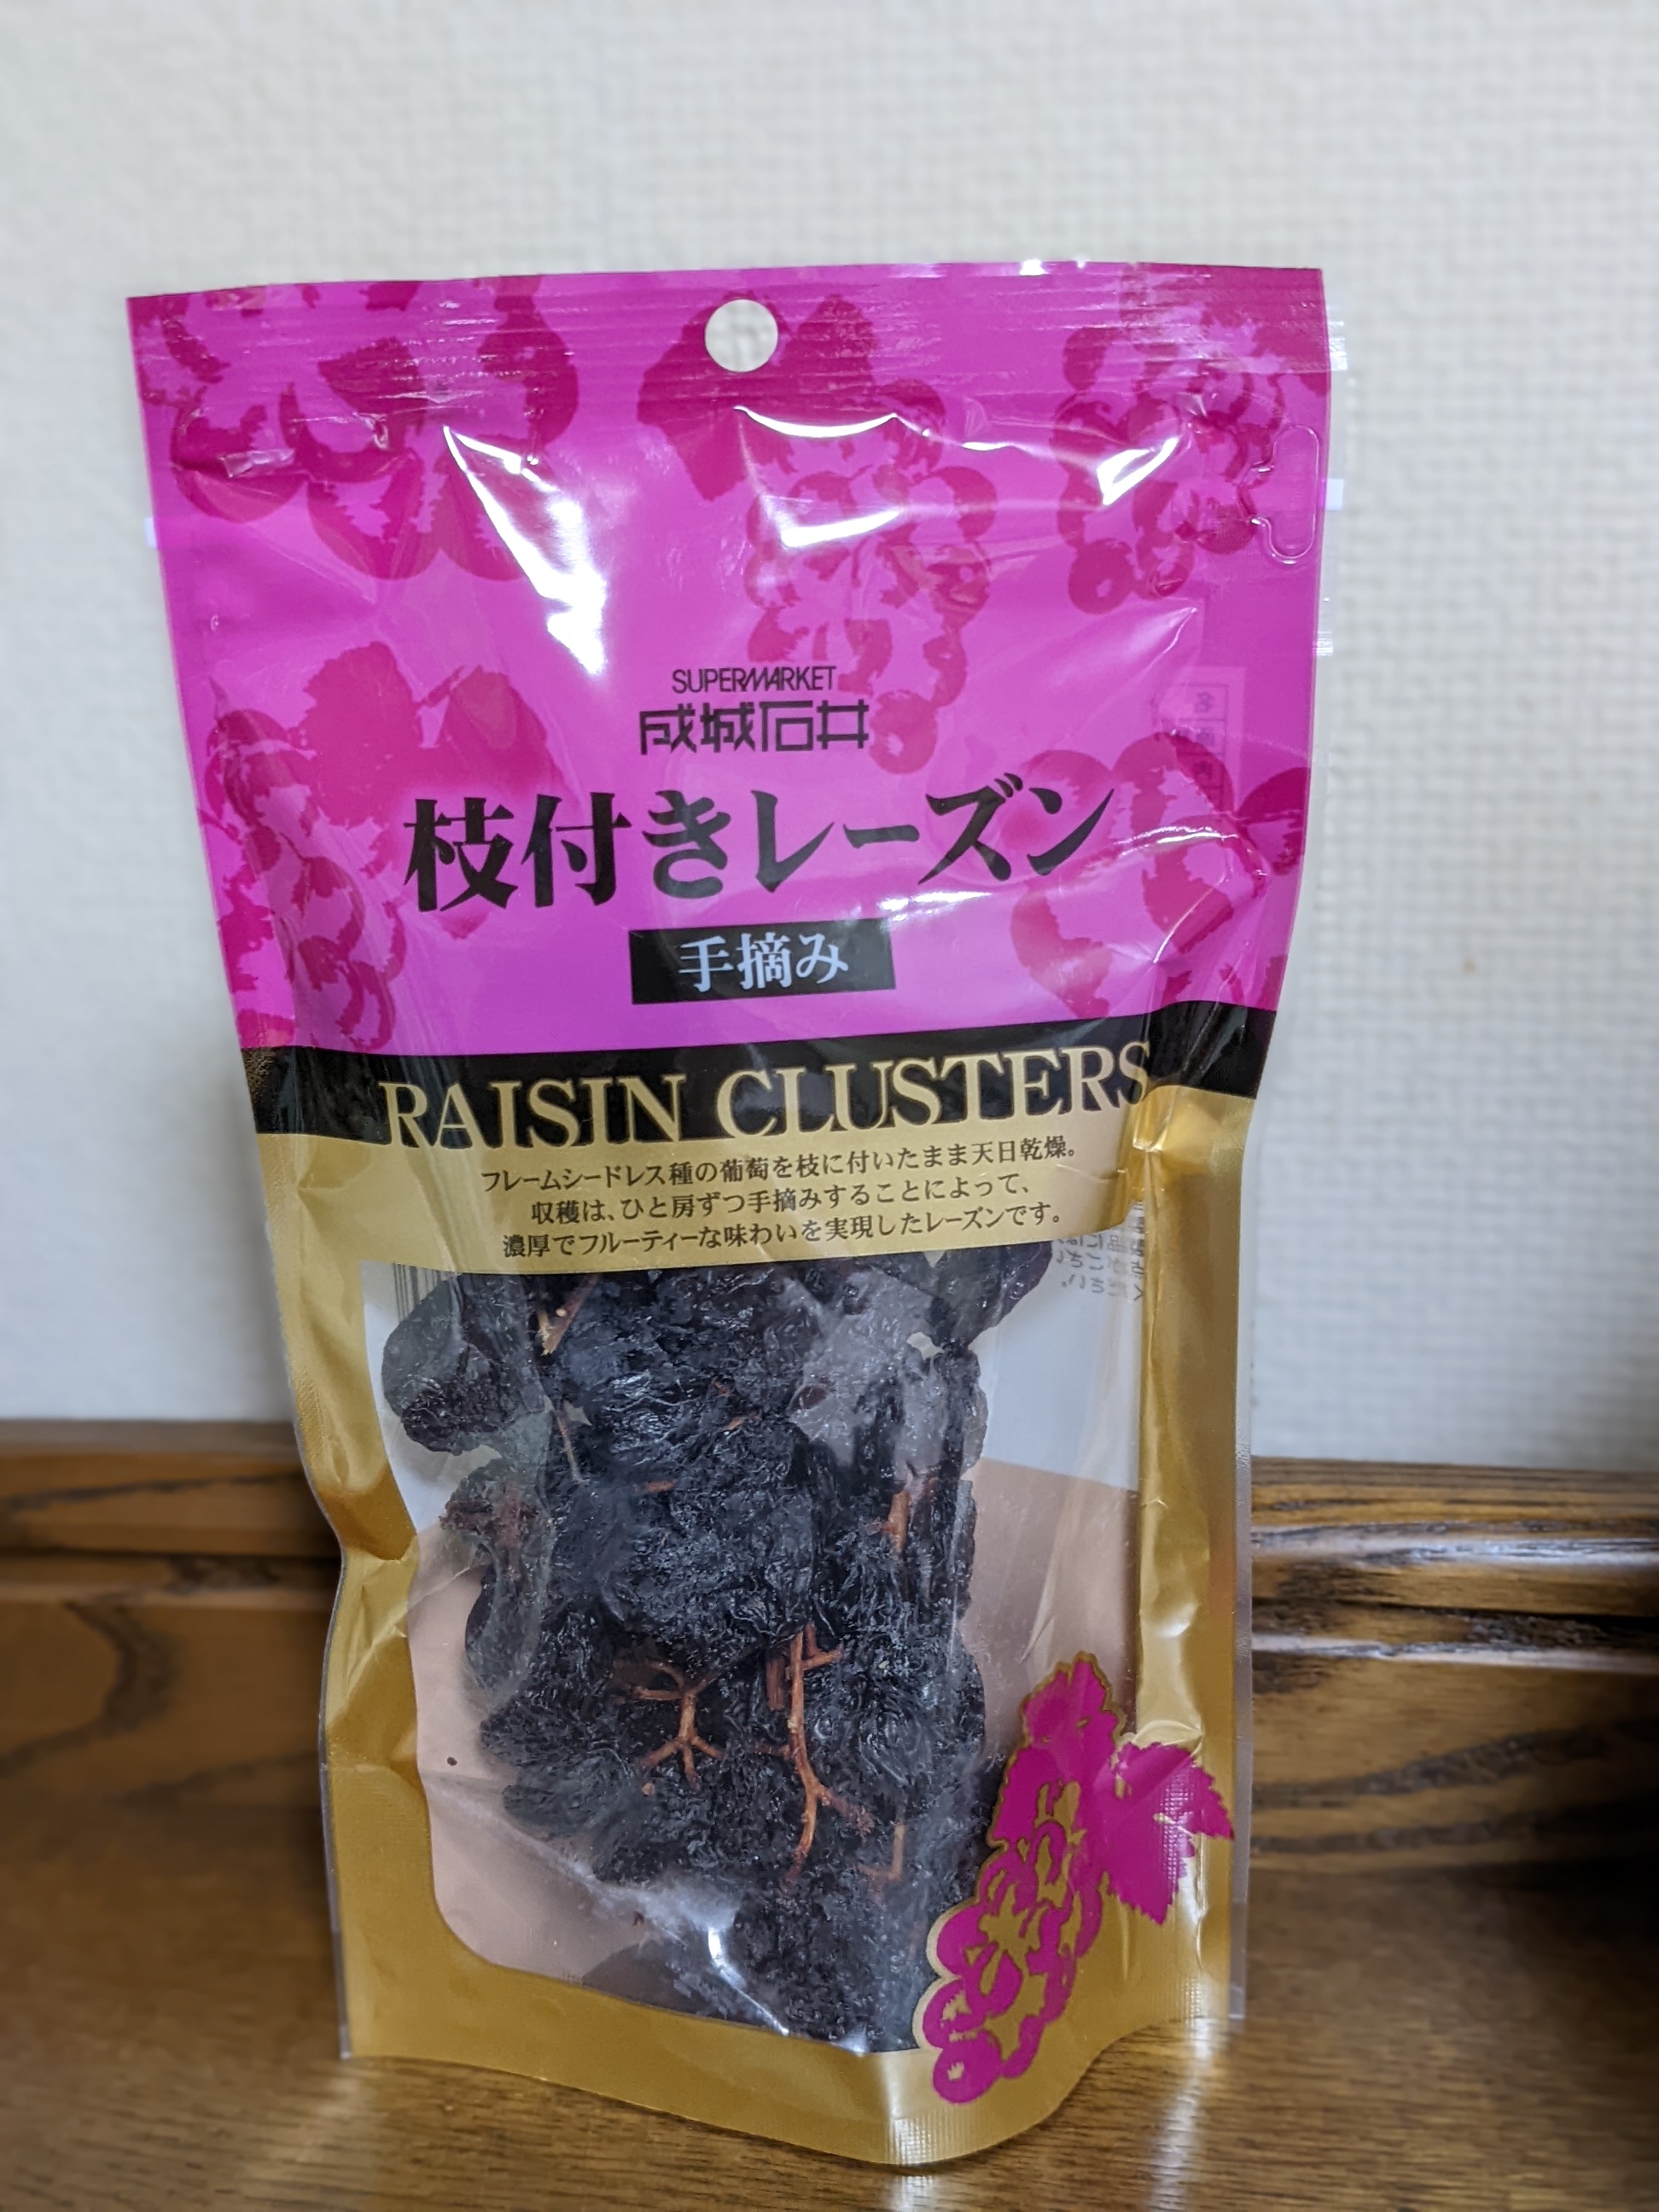 SUPERMARKET
成城石井
枝付きレーズン
手摘み
RAISIN CLUSTERS
フレームシードレス種の葡萄を枝に付いたまま天日乾燥。
収穫は、ひと房ずつ手摘みすることによって、
濃厚でフルーティーな味わいを実現したレーズンです。